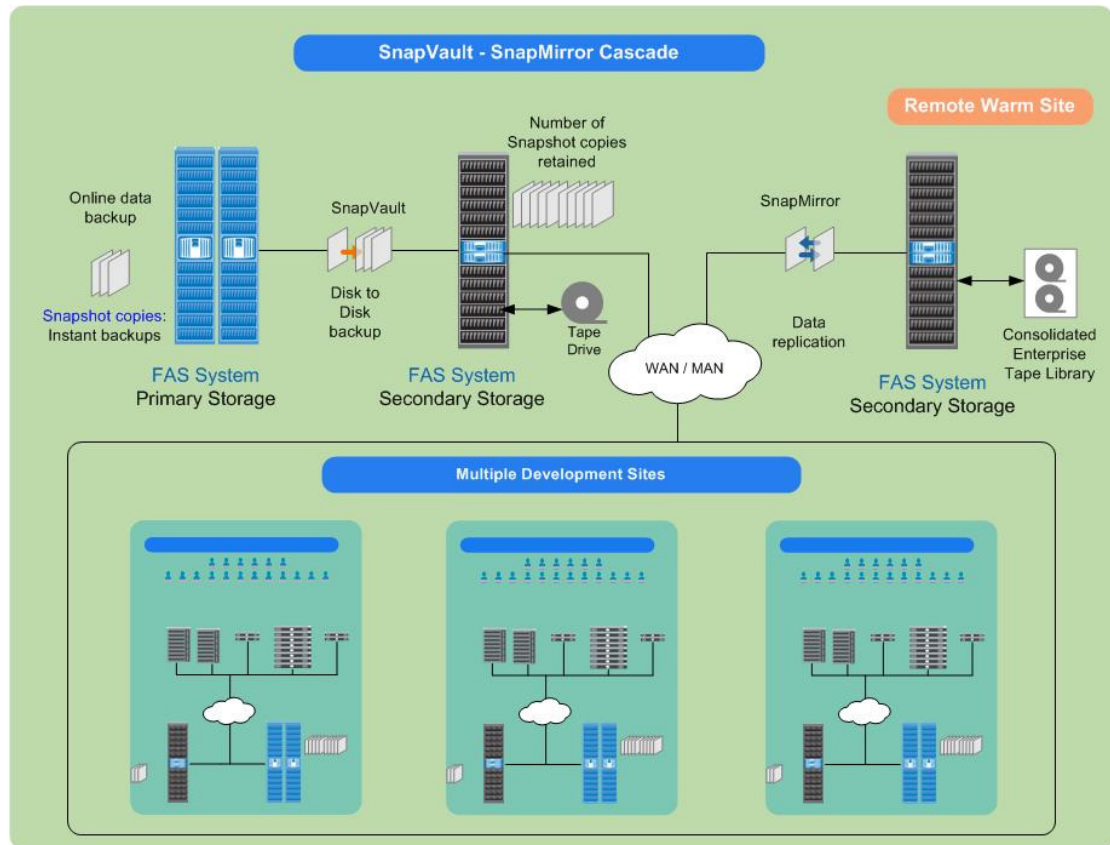 SnapVault - SnapMirror Cascade
Remote Warm Site
Number of
Snapshot copies
retained
Online data
backup
SnapVault
SnapMirror
Snapshot copies:
Instant backups
Disk to
Disk
backup
Tape
Drive
WAN / MAN
Data
replication
Consolidated
Enterprise
Tape Library
FAS System
Primary Storage
FAS System
Secondary Storage
FAS System
Secondary Storage
Multiple Development Sites